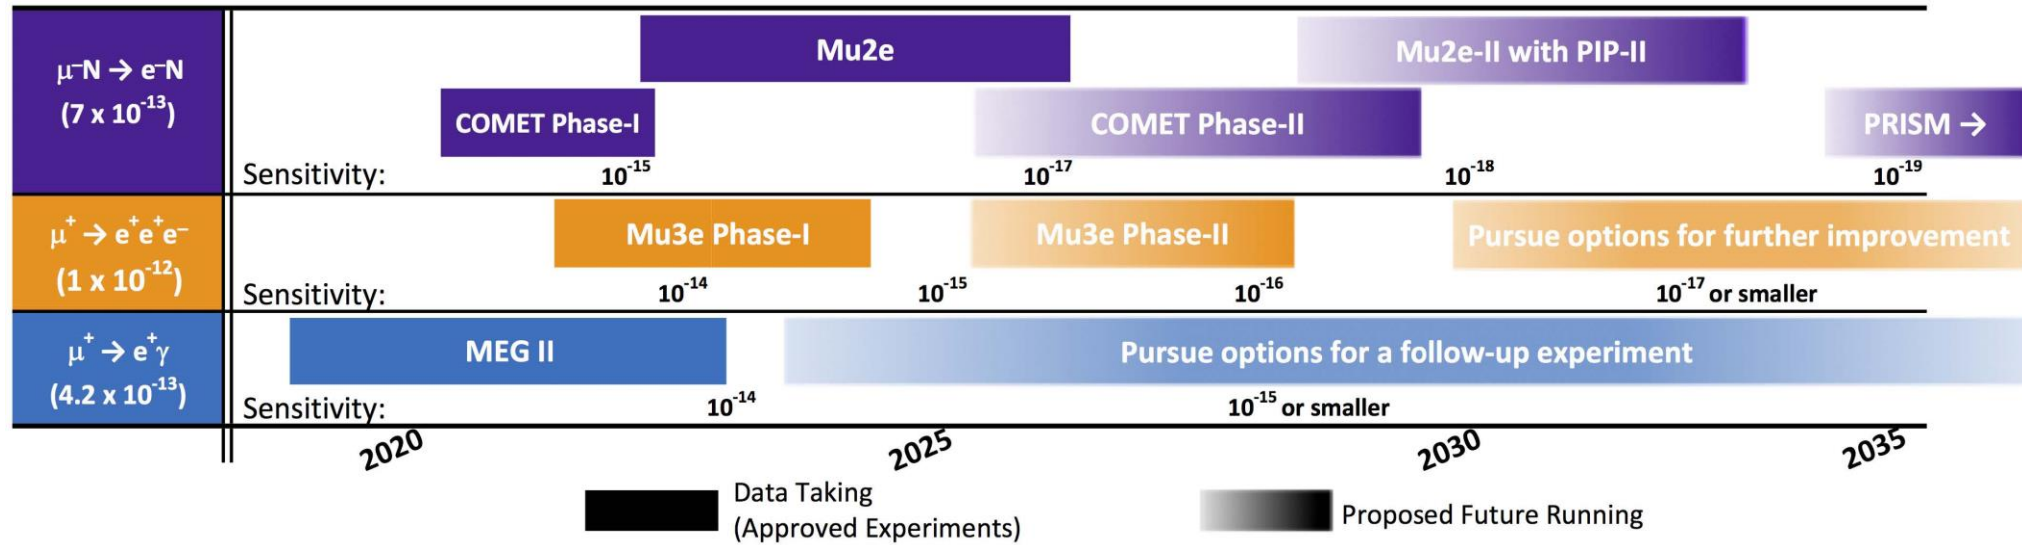 μ⁻N → e⁻N
(7 x 10⁻¹³)
Mu2e
Mu2e-II with PIP-II
COMET Phase-I
COMET Phase-II
PRISM →
Sensitivity:
10⁻¹⁵
10⁻¹⁷
10⁻¹⁸
10⁻¹⁹
μ⁺ → e⁺e⁺e⁻
(1 x 10⁻¹²)
Mu3e Phase-I
Mu3e Phase-II
Pursue options for further improvement
Sensitivity:
10⁻¹⁴
10⁻¹⁵
10⁻¹⁶
10⁻¹⁷ or smaller
μ⁺ → e⁺γ
(4.2 x 10⁻¹³)
MEG II
Pursue options for a follow-up experiment
Sensitivity:
10⁻¹⁴
10⁻¹⁵ or smaller
2020
2025
2030
2035
Data Taking
(Approved Experiments)
Proposed Future Running